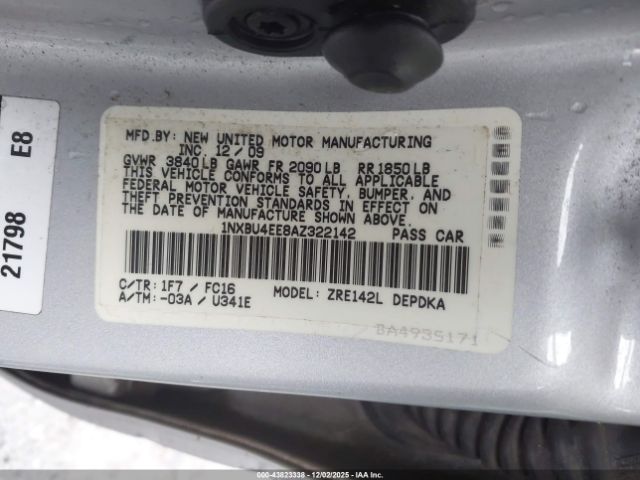 MFD.BY: NEW UNITED MOTOR MANUFACTURING
INC. 12/09
GVWR 3840LB GAWR FR 2090LB RR1850LB
THIS VEHICLE CONFORMS TO ALL APPLICABLE
FEDERAL MOTOR VEHICLE SAFETY, BUMPER, AND
THEFT PREVENTION STANDARDS IN EFFECT ON
THE DATE OF MANUFACTURE SHOWN ABOVE.
1NXBU4EE8AZ322142 PASS CAR
C/TR: 1F7 / FC16 MODEL: ZRE142L DEPDKA
A/TM: -03A / U341E
BA4935171
21798 E8
000-43823338 - 12/02/2025 - IAA Inc.